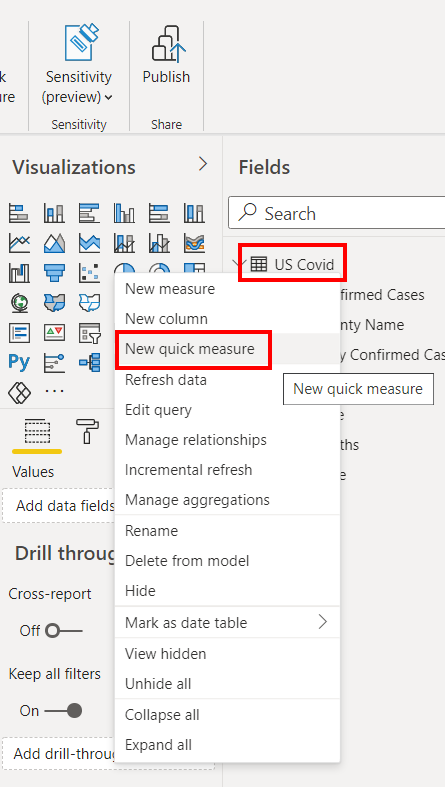 k
re
Sensitivity
(preview)
Sensitivity
Publish
Share
Visualizations
Fields
Search
US Covid
nfirmed Cases
nty Name
y Confirmed Cas
e
ths
e
New measure
New column
New quick measure
Refresh data
Edit query
Manage relationships
Incremental refresh
Manage aggregations
Rename
Delete from model
Hide
Mark as date table
View hidden
Unhide all
Collapse all
Expand all
New quick measure
Py
Values
Add data fields
Drill throug
Cross-report
Off
Keep all filters
On
Add drill-throu